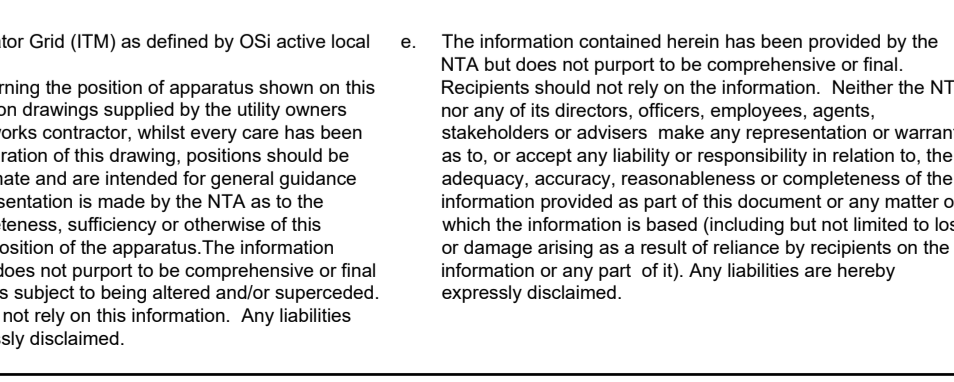 ator Grid (ITM) as defined by OSi active local
rning the position of apparatus shown on this
on drawings supplied by the utility owners
works contractor, whilst every care has been
ration of this drawing, positions should be
nate and are intended for general guidance
sentation is made by the NTA as to the
eteness, sufficiency or otherwise of this
osition of the apparatus.The information
does not purport to be comprehensive or final
s subject to being altered and/or superceded.
not rely on this information. Any liabilities
ssly disclaimed.
e. The information contained herein has been provided by the
NTA but does not purport to be comprehensive or final.
Recipients should not rely on the information. Neither the NT
nor any of its directors, officers, employees, agents,
stakeholders or advisers make any representation or warran
as to, or accept any liability or responsibility in relation to, the
adequacy, accuracy, reasonableness or completeness of the
information provided as part of this document or any matter o
which the information is based (including but not limited to los
or damage arising as a result of reliance by recipients on the
information or any part of it). Any liabilities are hereby
expressly disclaimed.